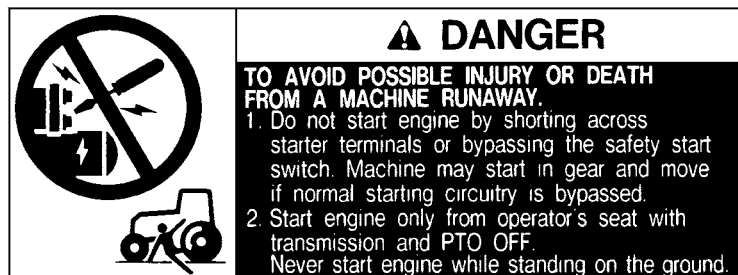 DANGER
TO AVOID POSSIBLE INJURY OR DEATH
FROM A MACHINE RUNAWAY.
1. Do not start engine by shorting across
starter terminals or bypassing the safety start
switch. Machine may start in gear and move
if normal starting circuitry is bypassed.
2. Start engine only from operator's seat with
transmission and PTO OFF.
Never start engine while standing on the ground.